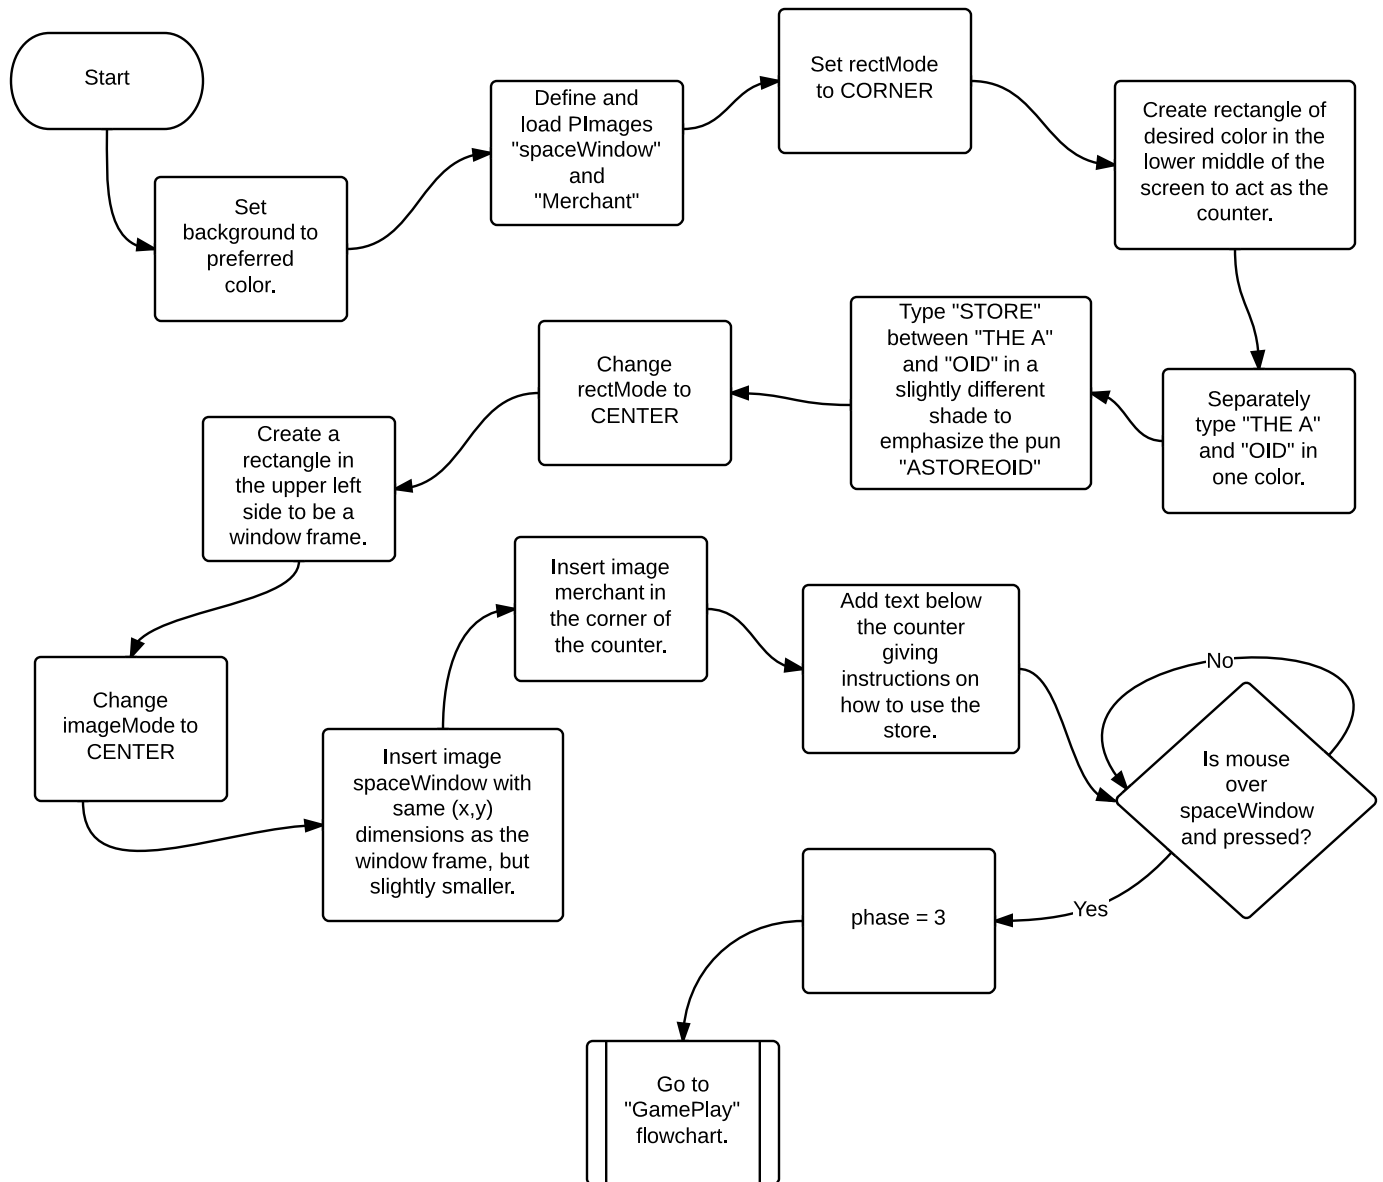 Start
Set
background to
preferred
color.
Define and
load PImages
"spaceWindow"
and
"Merchant"
Set rectMode
to CORNER
Create rectangle of
desired color in the
lower middle of the
screen to act as the
counter.
Separately
type "THE A"
and "OID" in
one color.
Type "STORE"
between "THE A"
and "OID" in a
slightly different
shade to
emphasize the pun
"ASTOREOID"
Change
rectMode to
CENTER
Create a
rectangle in
the upper left
side to be a
window frame.
Change
imageMode to
CENTER
Insert image
spaceWindow with
same (x,y)
dimensions as the
window frame, but
slightly smaller.
Insert image
merchant in
the corner of
the counter.
Add text below
the counter
giving
instructions on
how to use the
store.
Is mouse
over
spaceWindow
and pressed?
No
Yes
phase = 3
Go to
"GamePlay"
flowchart.